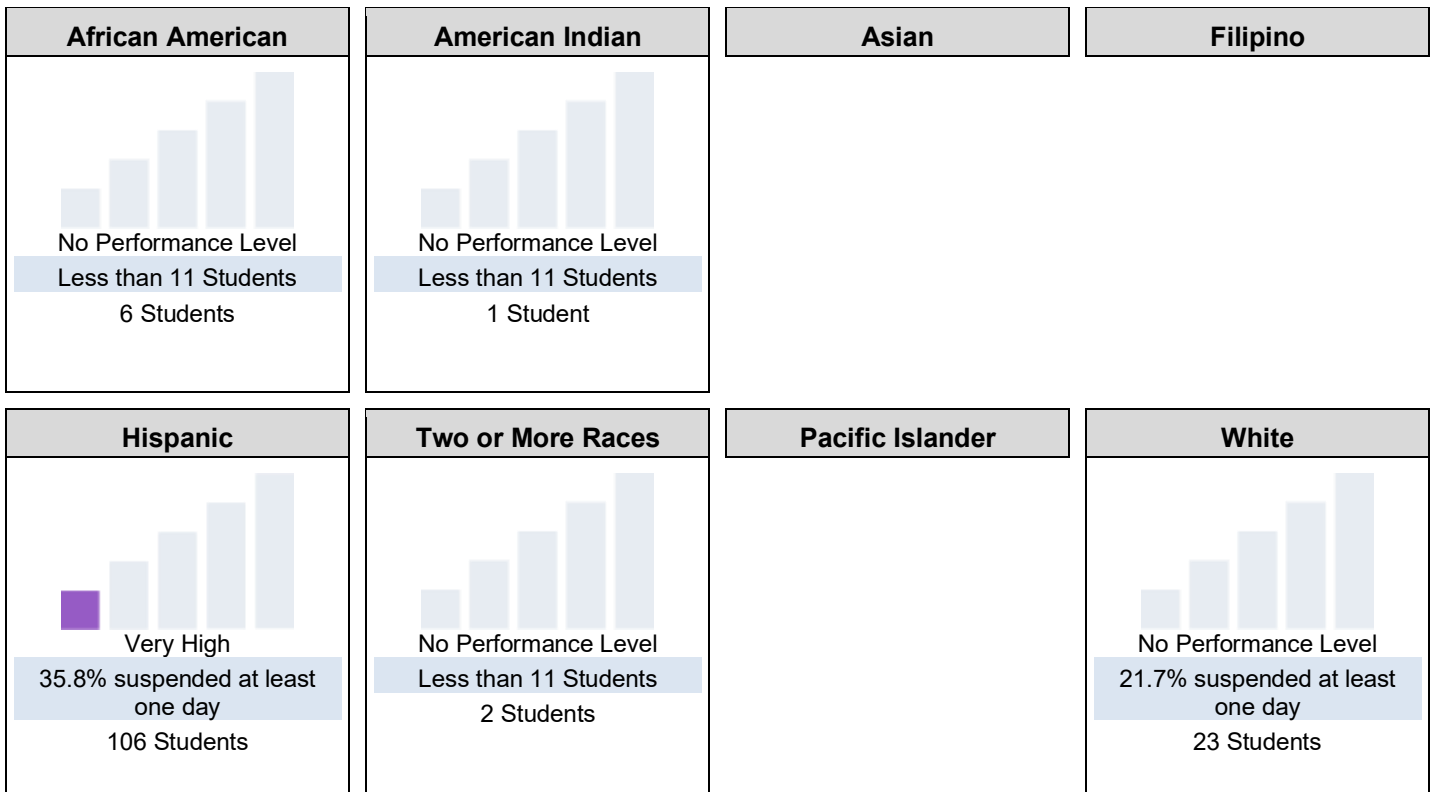 African American
No Performance Level
Less than 11 Students
6 Students
American Indian
No Performance Level
Less than 11 Students
1 Student
Asian
Filipino
Hispanic
Very High
35.8% suspended at least
one day
106 Students
Two or More Races
No Performance Level
Less than 11 Students
2 Students
Pacific Islander
White
No Performance Level
21.7% suspended at least
one day
23 Students